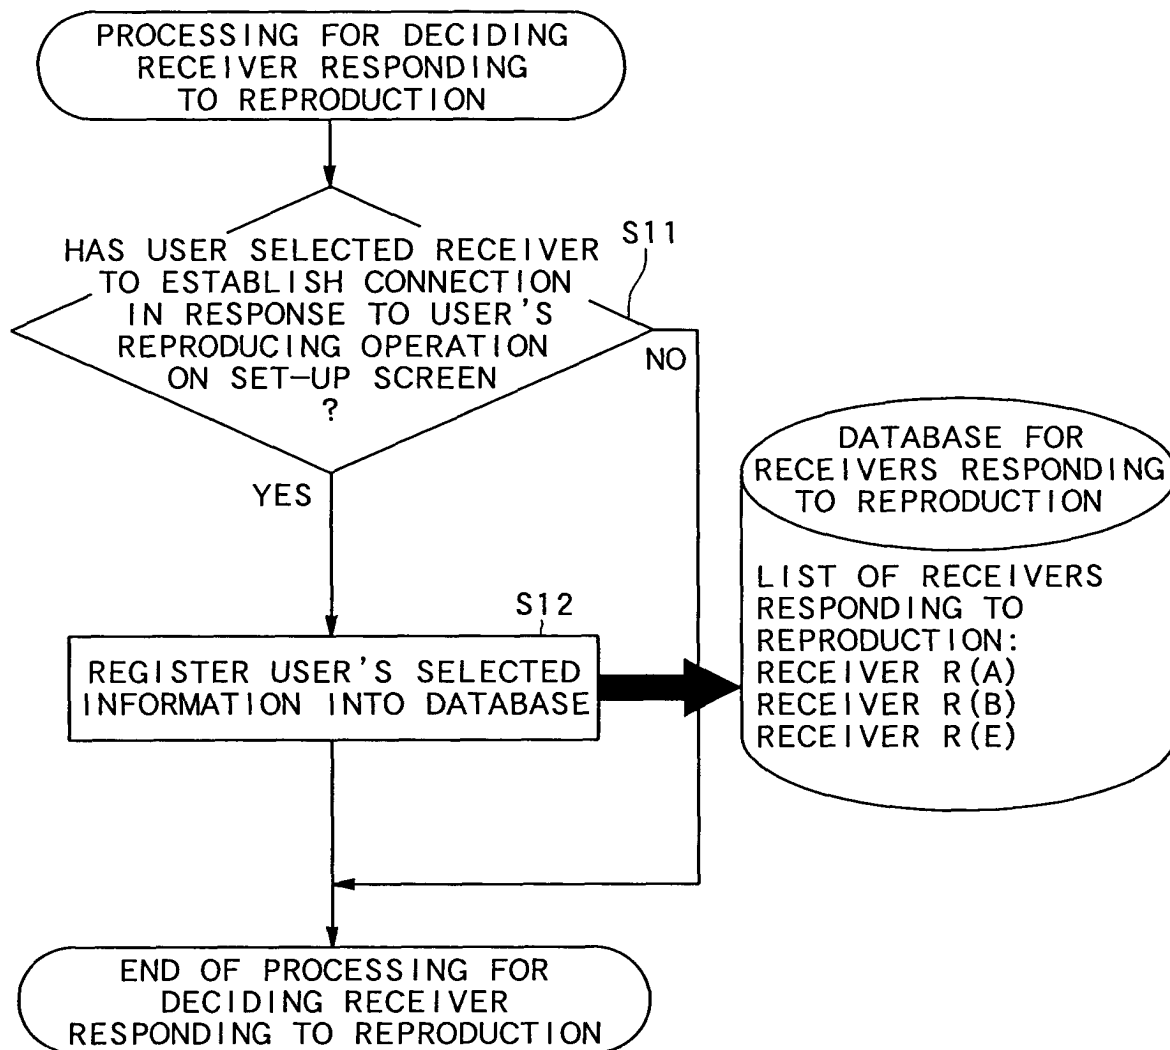 PROCESSING FOR DECIDING
RECEIVER RESPONDING
TO REPRODUCTION
HAS USER SELECTED RECEIVER
TO ESTABLISH CONNECTION
IN RESPONSE TO USER'S
REPRODUCING OPERATION
ON SET-UP SCREEN
?
S11
NO
YES
S12
REGISTER USER'S SELECTED
INFORMATION INTO DATABASE
DATABASE FOR
RECEIVERS RESPONDING
TO REPRODUCTION
LIST OF RECEIVERS
RESPONDING TO
REPRODUCTION:
RECEIVER R(A)
RECEIVER R(B)
RECEIVER R(E)
END OF PROCESSING FOR
DECIDING RECEIVER
RESPONDING TO REPRODUCTION